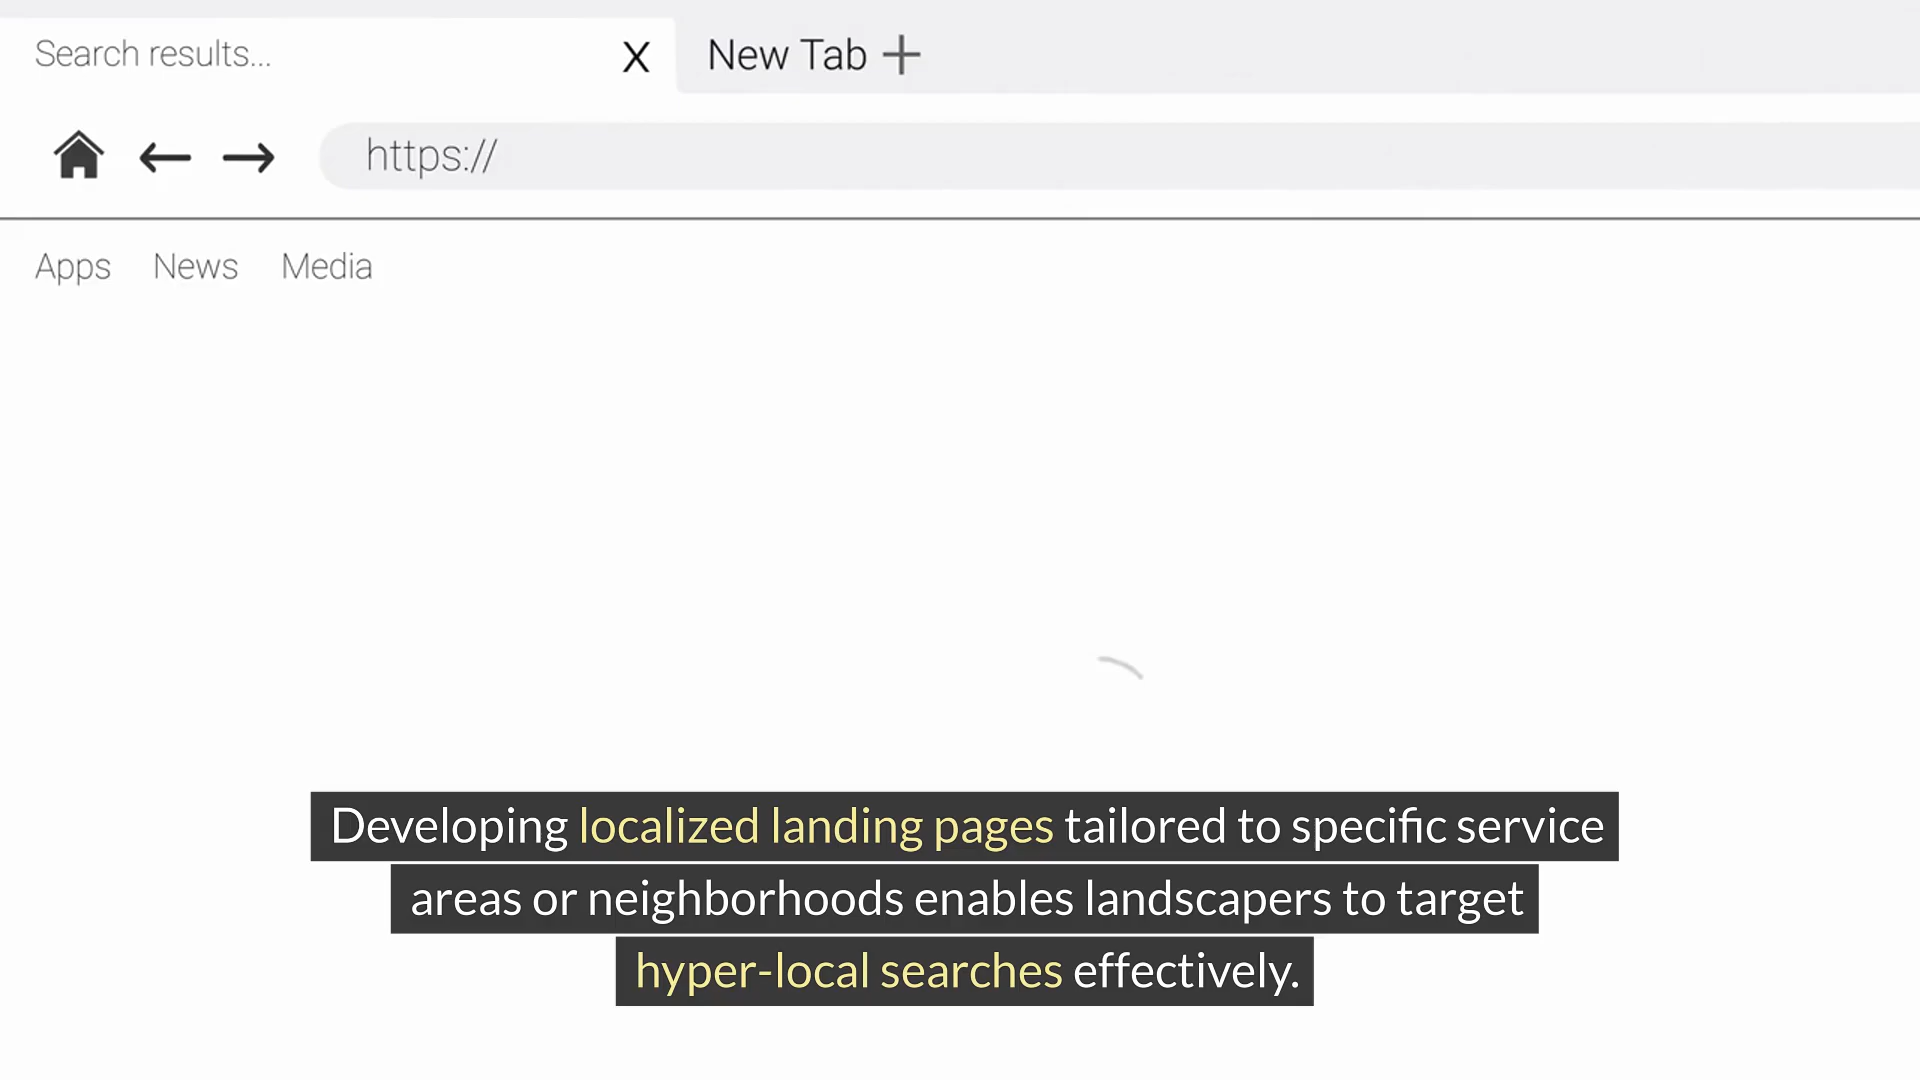 Search results...
X
New Tab +
https://
Apps News Media
Developing localized landing pages tailored to specific service
areas or neighborhoods enables landscapers to target
hyper-local searches effectively.